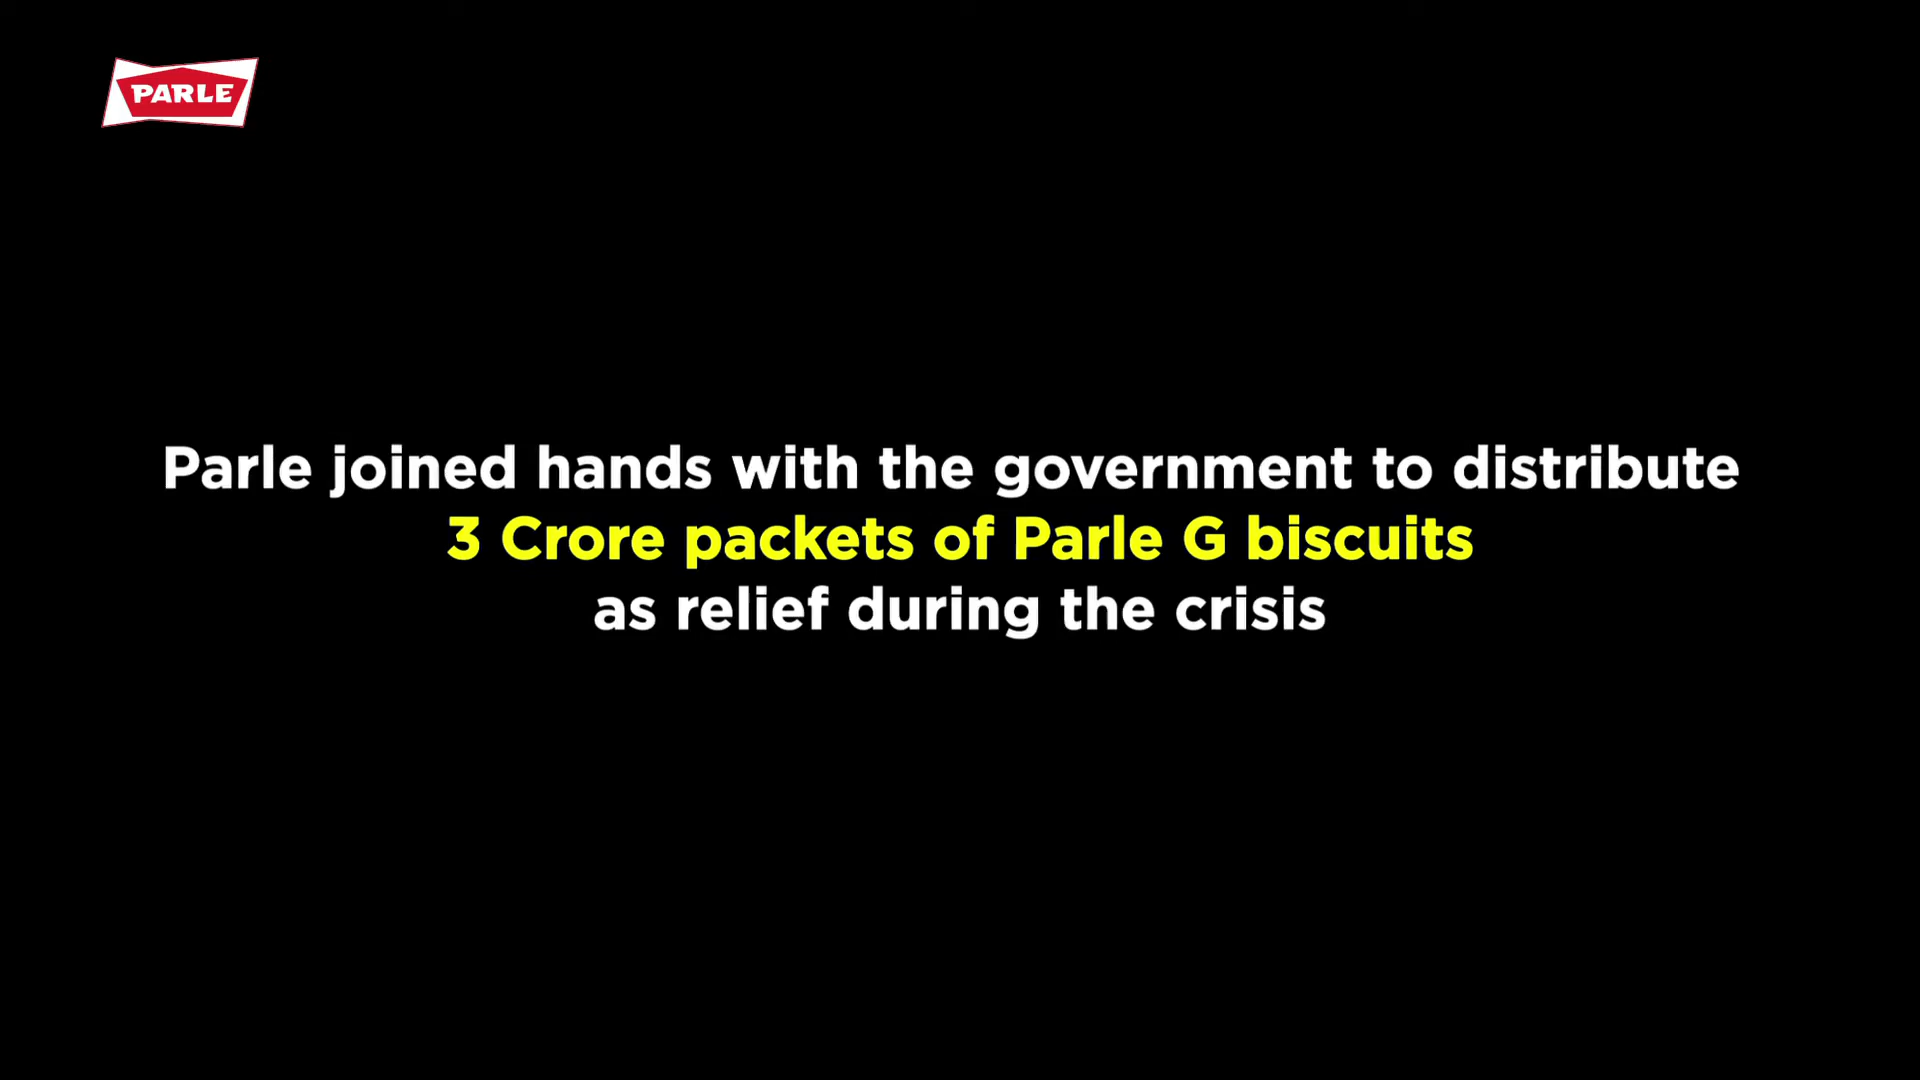 PARLE
Parle joined hands with the government to distribute
3 Crore packets of Parle G biscuits
as relief during the crisis